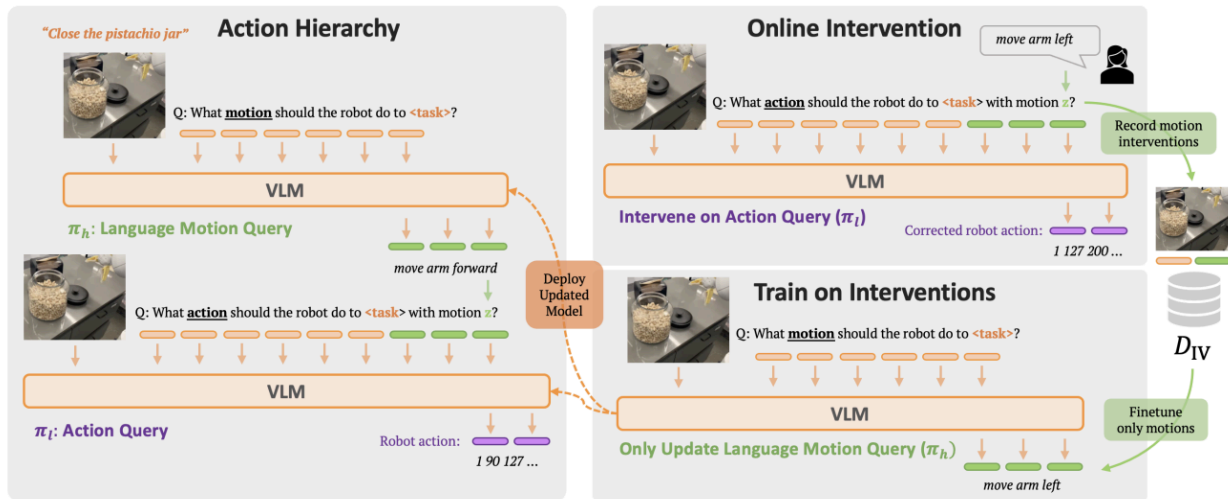 Action Hierarchy
"Close the pistachio jar"
Q: What motion should the robot do to <task>?
VLM
π_h: Language Motion Query
move arm forward
Q: What action should the robot do to <task> with motion z?
VLM
π_l: Action Query
Robot action:
1 90 127 ...
Deploy
Updated
Model
Online Intervention
move arm left
Q: What action should the robot do to <task> with motion z?
Record motion
interventions
VLM
Intervene on Action Query (π_l)
Corrected robot action:
1 127 200 ...
Train on Interventions
Q: What motion should the robot do to <task>?
D_IV
VLM
Finetune
only motions
Only Update Language Motion Query (π_h)
move arm left